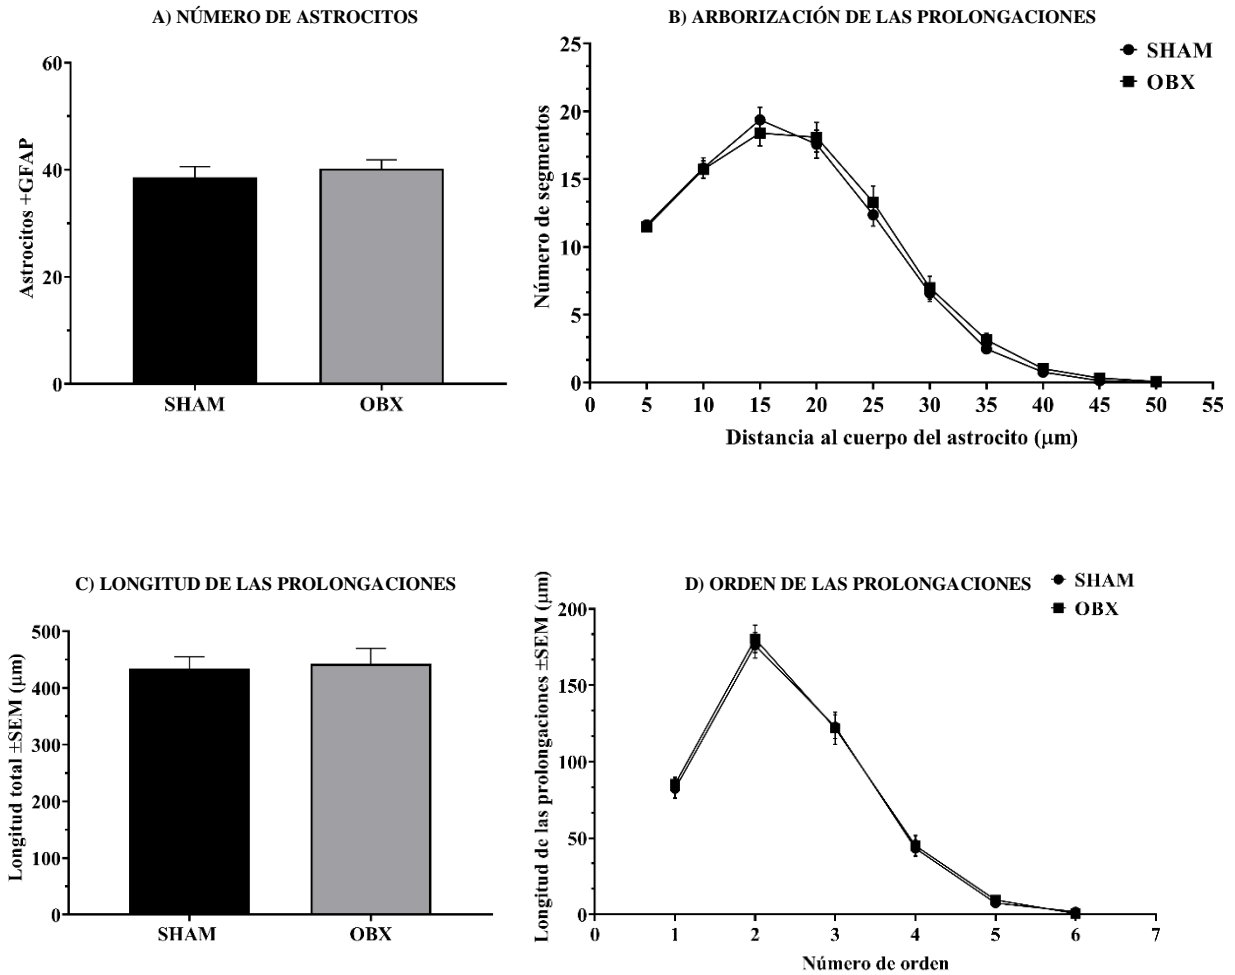 A) NÚMERO DE ASTROCITOS
Astrocitos +GFAP
60
40
20
0
SHAM
OBX
B) ARBORIZACIÓN DE LAS PROLONGACIONES
SHAM
OBX
Número de segmentos
25
20
15
10
5
0
0 5 10 15 20 25 30 35 40 45 50 55
Distancia al cuerpo del astrocito (μm)
C) LONGITUD DE LAS PROLONGACIONES
Longitud total ±SEM (μm)
500
400
300
200
100
0
SHAM
OBX
D) ORDEN DE LAS PROLONGACIONES
SHAM
OBX
Longitud de las prolongaciones ±SEM (μm)
200
150
100
50
0
0 1 2 3 4 5 6 7
Número de orden